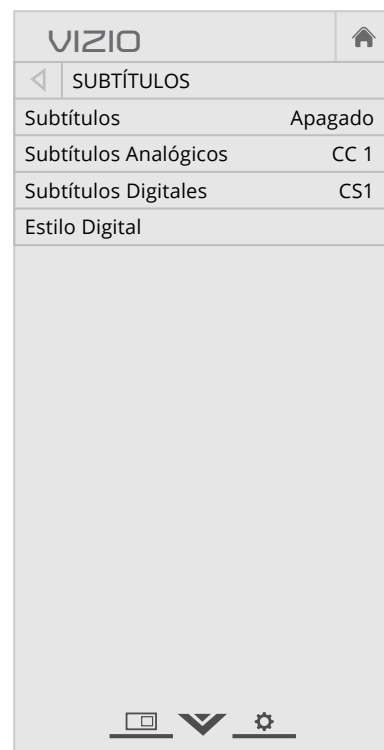 VIZIO
SUBTÍTULOS
Subtítulos Apagado
Subtítulos Analógicos CC 1
Subtítulos Digitales CS1
Estilo Digital